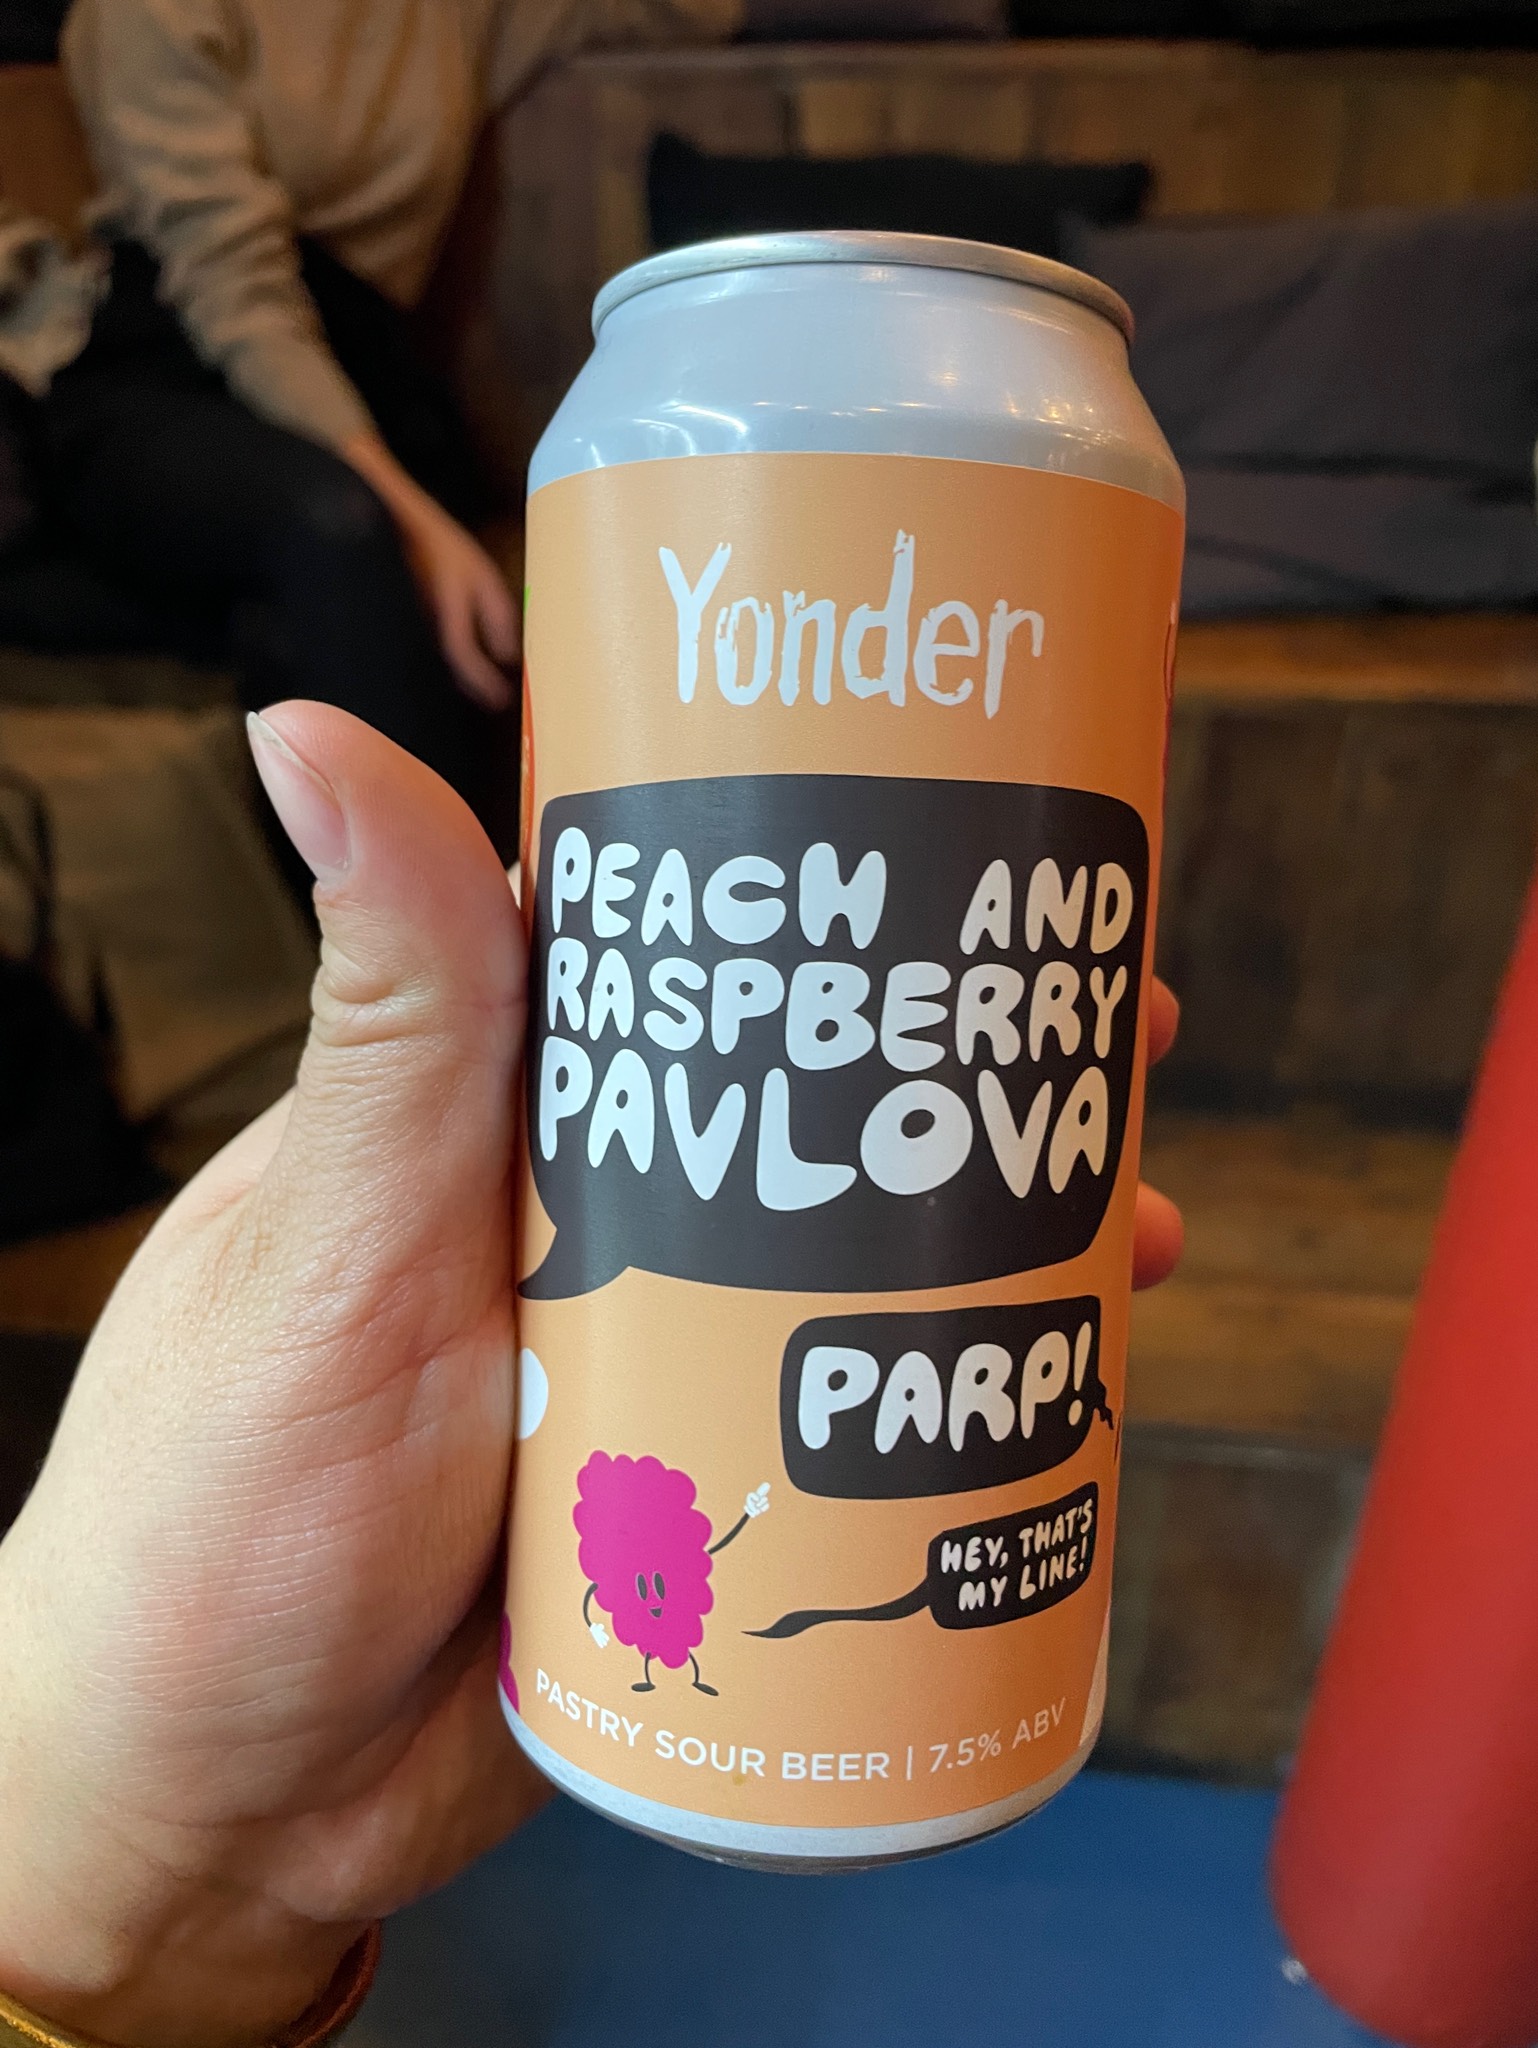 Yonder
PEACH AND
RASPBERRY
PAVLOVA
PARP!
HEY, THAT'S
MY LINE!
PASTRY SOUR BEER | 7.5% ABV